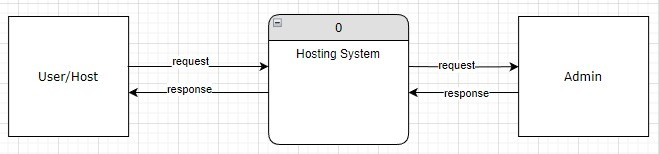 0
Hosting System
User/Host
request
response
request
response
Admin